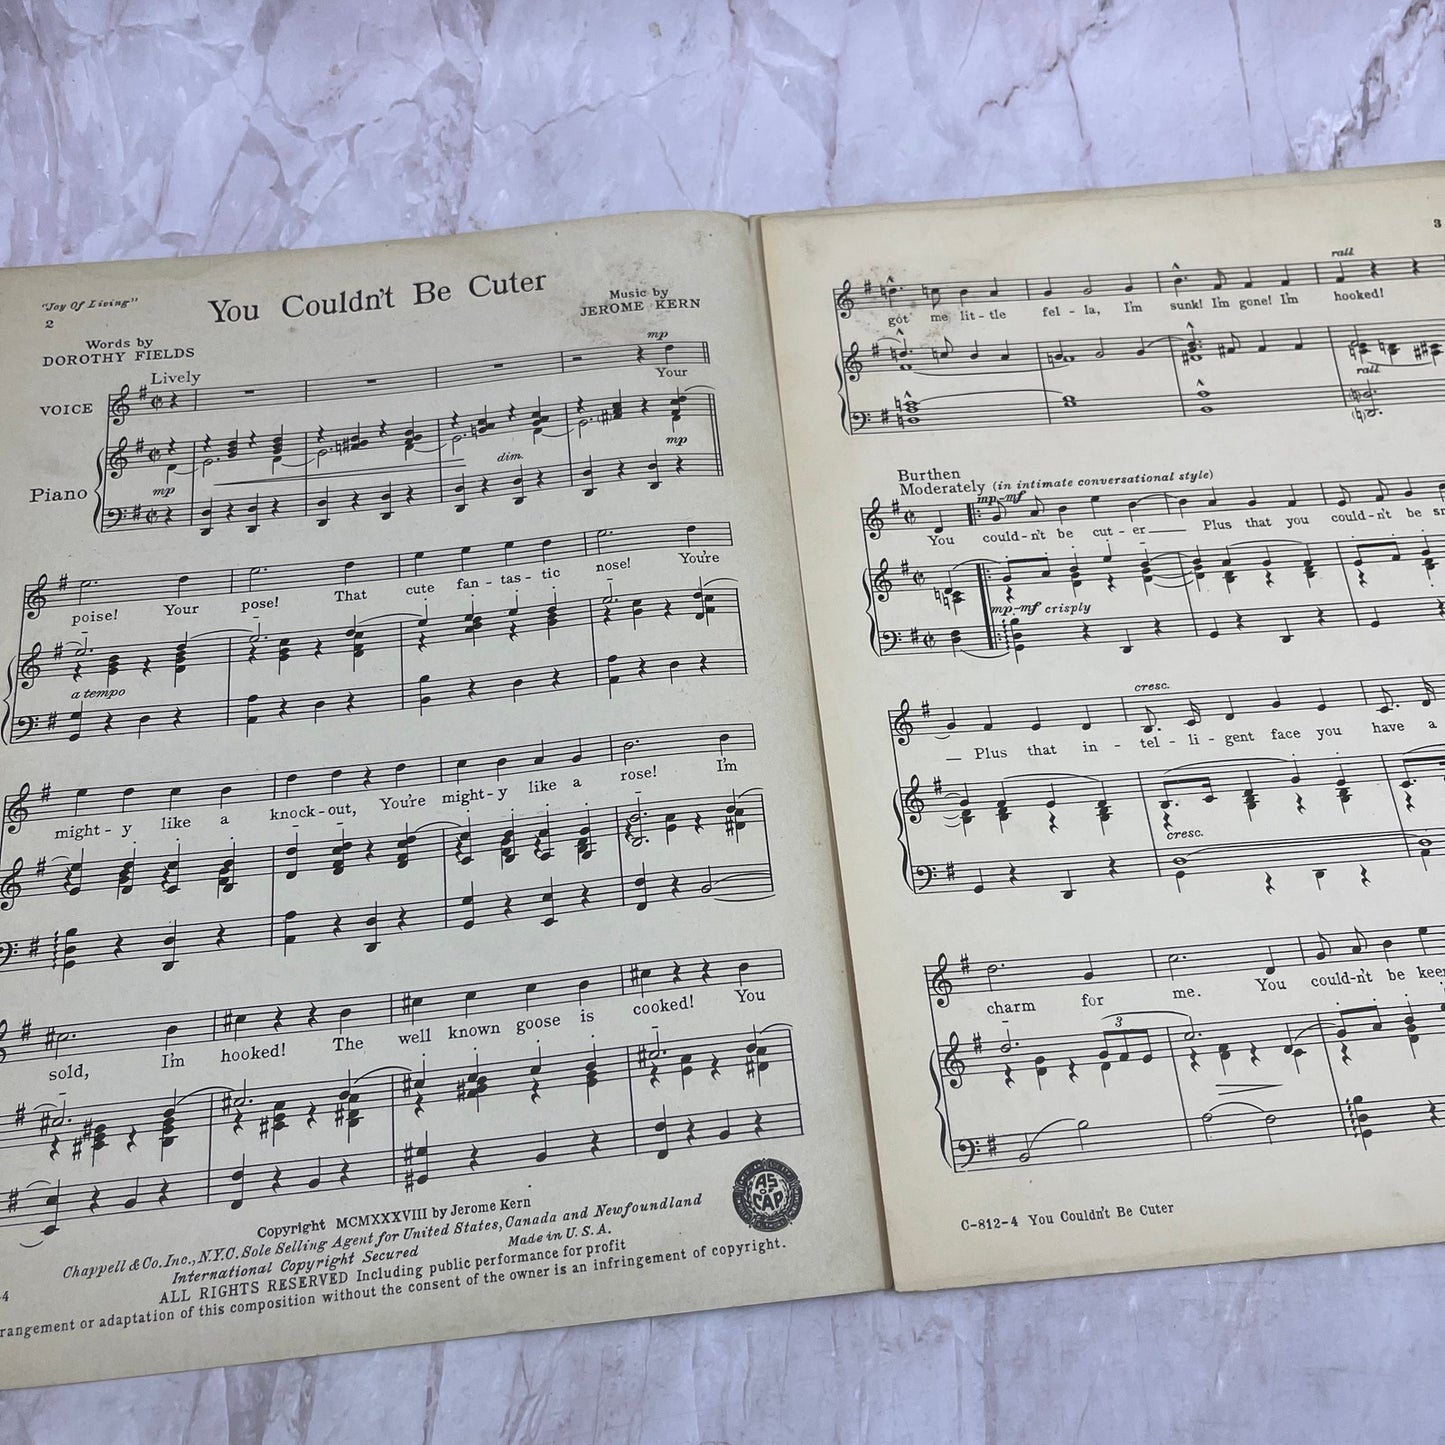 "Joy Of Living"
2
You Couldn't Be Cuter
Words by
DOROTHY FIELDS
Music by
JEROME KERN
Lively
mp
VOICE
Your
Piano
mp
dim.
mp
poise! Your pose! That cute fan-tas-tic nose! You're
a tempo
might-y like a knock-out, You're might-y like a rose! I'm
sold, I'm hooked! The well known goose is cooked! You
Copyright MCMXXXVIII by Jerome Kern
Chappell & Co. Inc., N.Y.C. Sole Selling Agent for United States, Canada and Newfoundland
International Copyright Secured Made in U.S.A.
ALL RIGHTS RESERVED Including public performance for profit
rangement or adaptation of this composition without the consent of the owner is an infringement of copyright.
-4
AS
OF
CAP
3
rall
got me lit-tle fel-la, I'm sunk! I'm gone! I'm hooked!
rall
Burthen
Moderately (in intimate conversational style)
mp-mf
You could-n't be cut-er Plus that you could-n't be
mp-mf crisply
cresc.
Plus that in-tel-li-gent face you have a
cresc.
charm for me. You could-n't be
3
C-812-4 You Couldn't Be Cuter